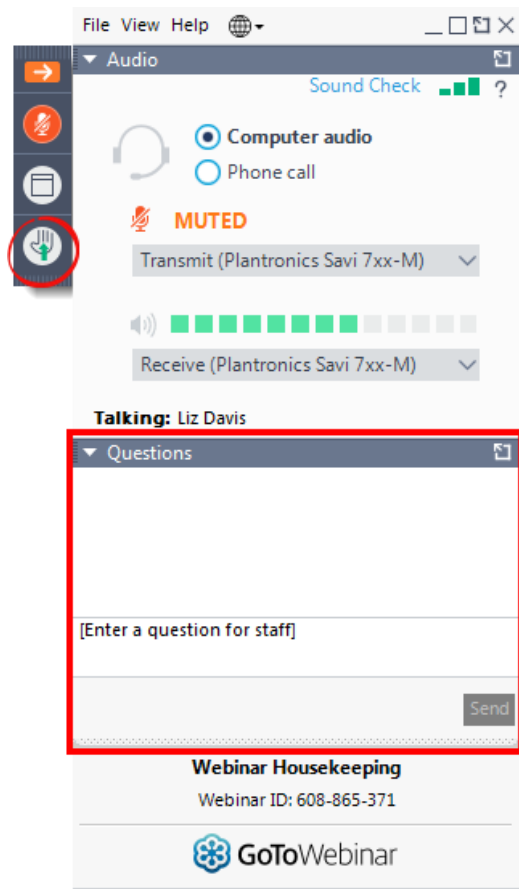 File View Help
Audio
Sound Check ?
Computer audio
Phone call
MUTED
Transmit (Plantronics Savi 7xx-M)
Receive (Plantronics Savi 7xx-M)
Talking: Liz Davis
Questions
[Enter a question for staff]
Send
Webinar Housekeeping
Webinar ID: 608-865-371
GoToWebinar